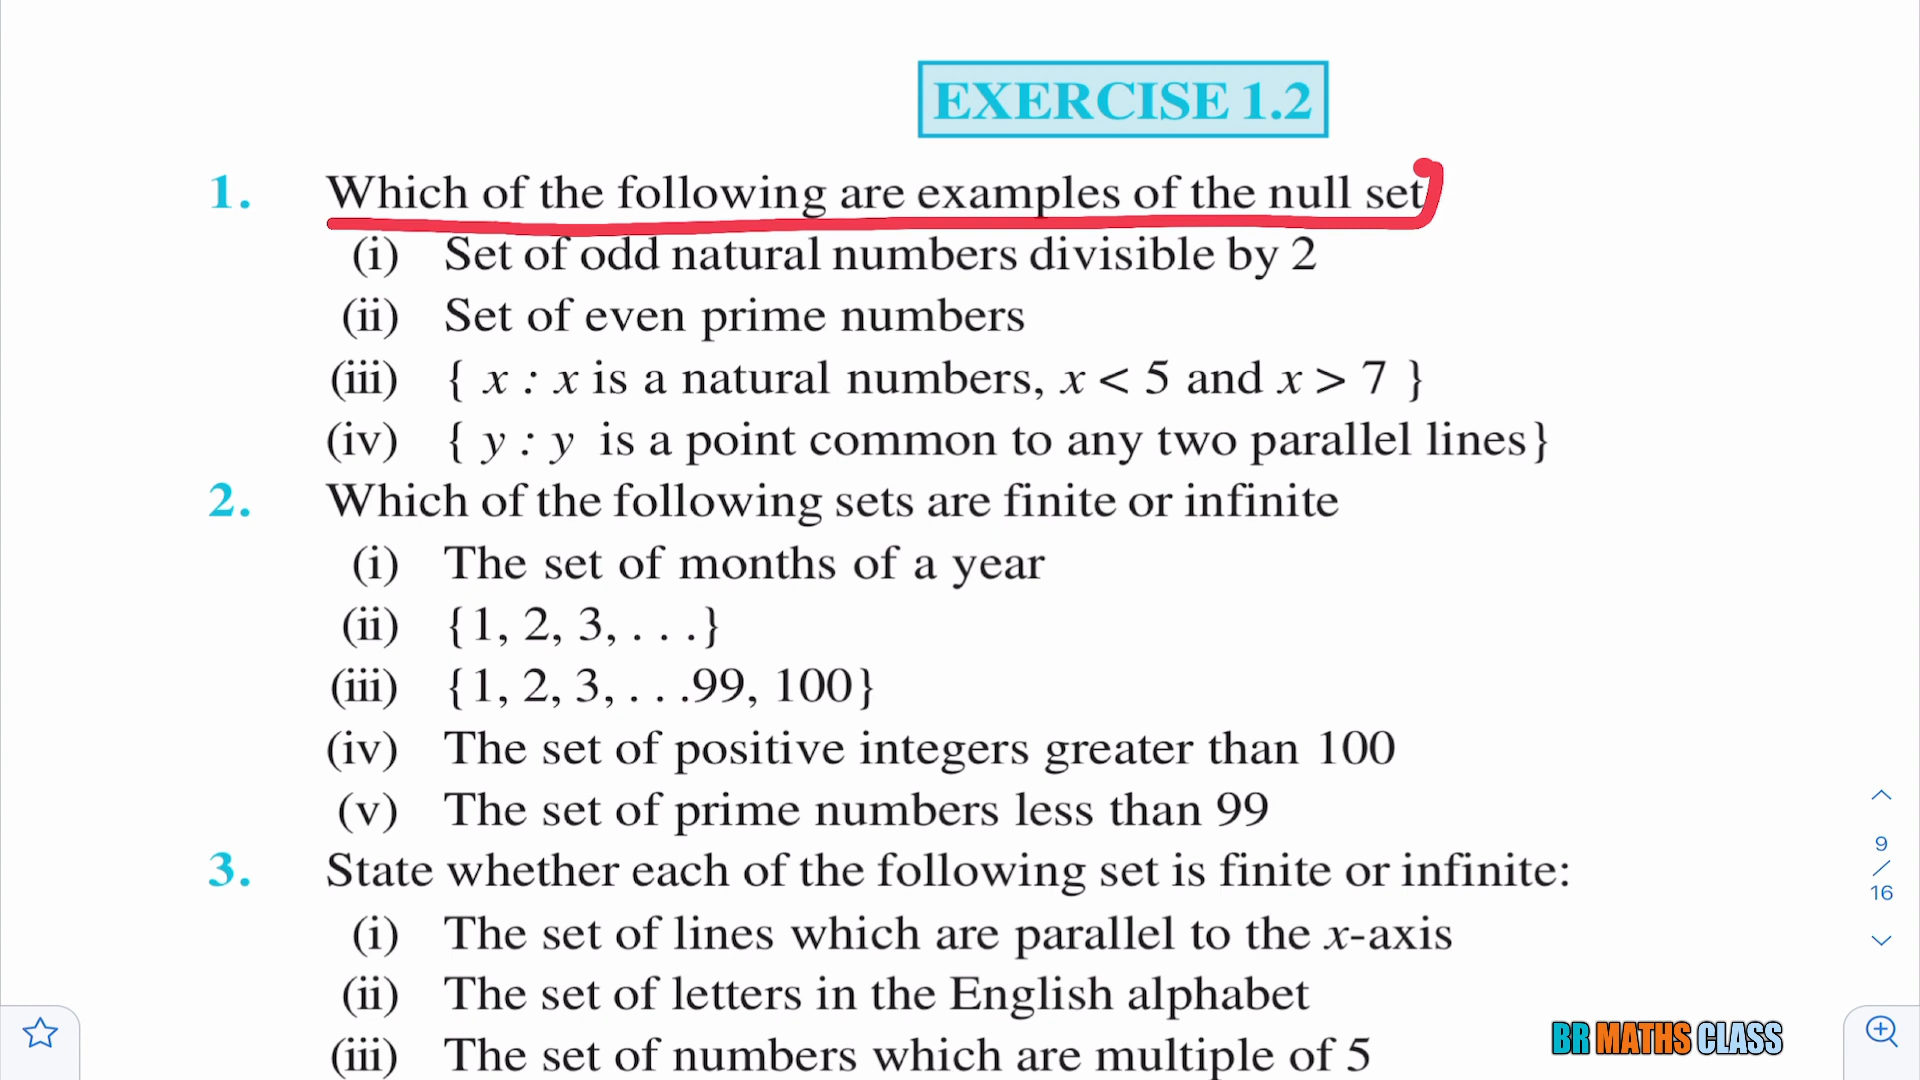 EXERCISE 1.2
1. Which of the following are examples of the null set
(i) Set of odd natural numbers divisible by 2
(ii) Set of even prime numbers
(iii) { x : x is a natural numbers, x < 5 and x > 7 }
(iv) { y : y is a point common to any two parallel lines}
2. Which of the following sets are finite or infinite
(i) The set of months of a year
(ii) {1, 2, 3, . . .}
(iii) {1, 2, 3, . . .99, 100}
(iv) The set of positive integers greater than 100
(v) The set of prime numbers less than 99
3. State whether each of the following set is finite or infinite:
(i) The set of lines which are parallel to the x-axis
(ii) The set of letters in the English alphabet
(iii) The set of numbers which are multiple of 5
9
/
16
BR MATHS CLASS